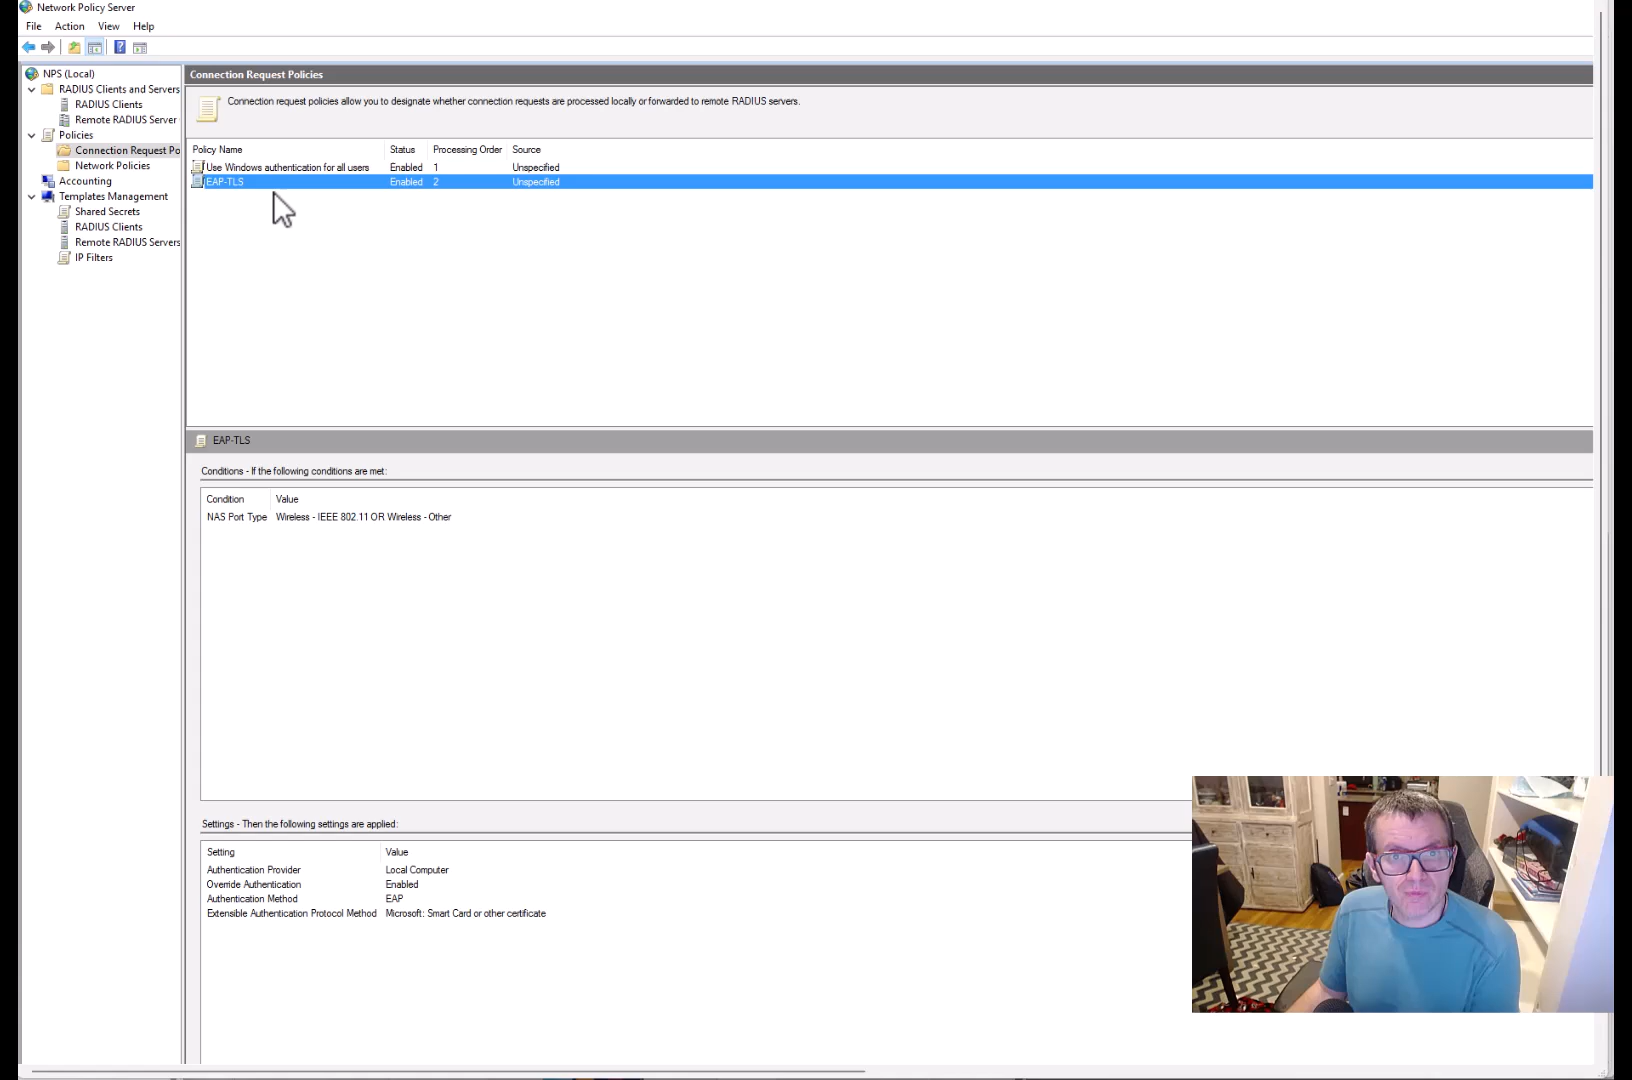 Network Policy Server
File Action View Help
NPS (Local)
RADIUS Clients and Servers
RADIUS Clients
Remote RADIUS Server
Policies
Connection Request Po
Network Policies
Accounting
Templates Management
Shared Secrets
RADIUS Clients
Remote RADIUS Servers
IP Filters
Connection Request Policies
Connection request policies allow you to designate whether connection requests are processed locally or forwarded to remote RADIUS servers.
Policy Name Status Processing Order Source
Use Windows authentication for all users Enabled 1 Unspecified
EAP-TLS Enabled 2 Unspecified
EAP-TLS
Conditions - If the following conditions are met:
Condition Value
NAS Port Type Wireless - IEEE 802.11 OR Wireless - Other
Settings - Then the following settings are applied:
Setting Value
Authentication Provider Local Computer
Override Authentication Enabled
Authentication Method EAP
Extensible Authentication Protocol Method Microsoft: Smart Card or other certificate